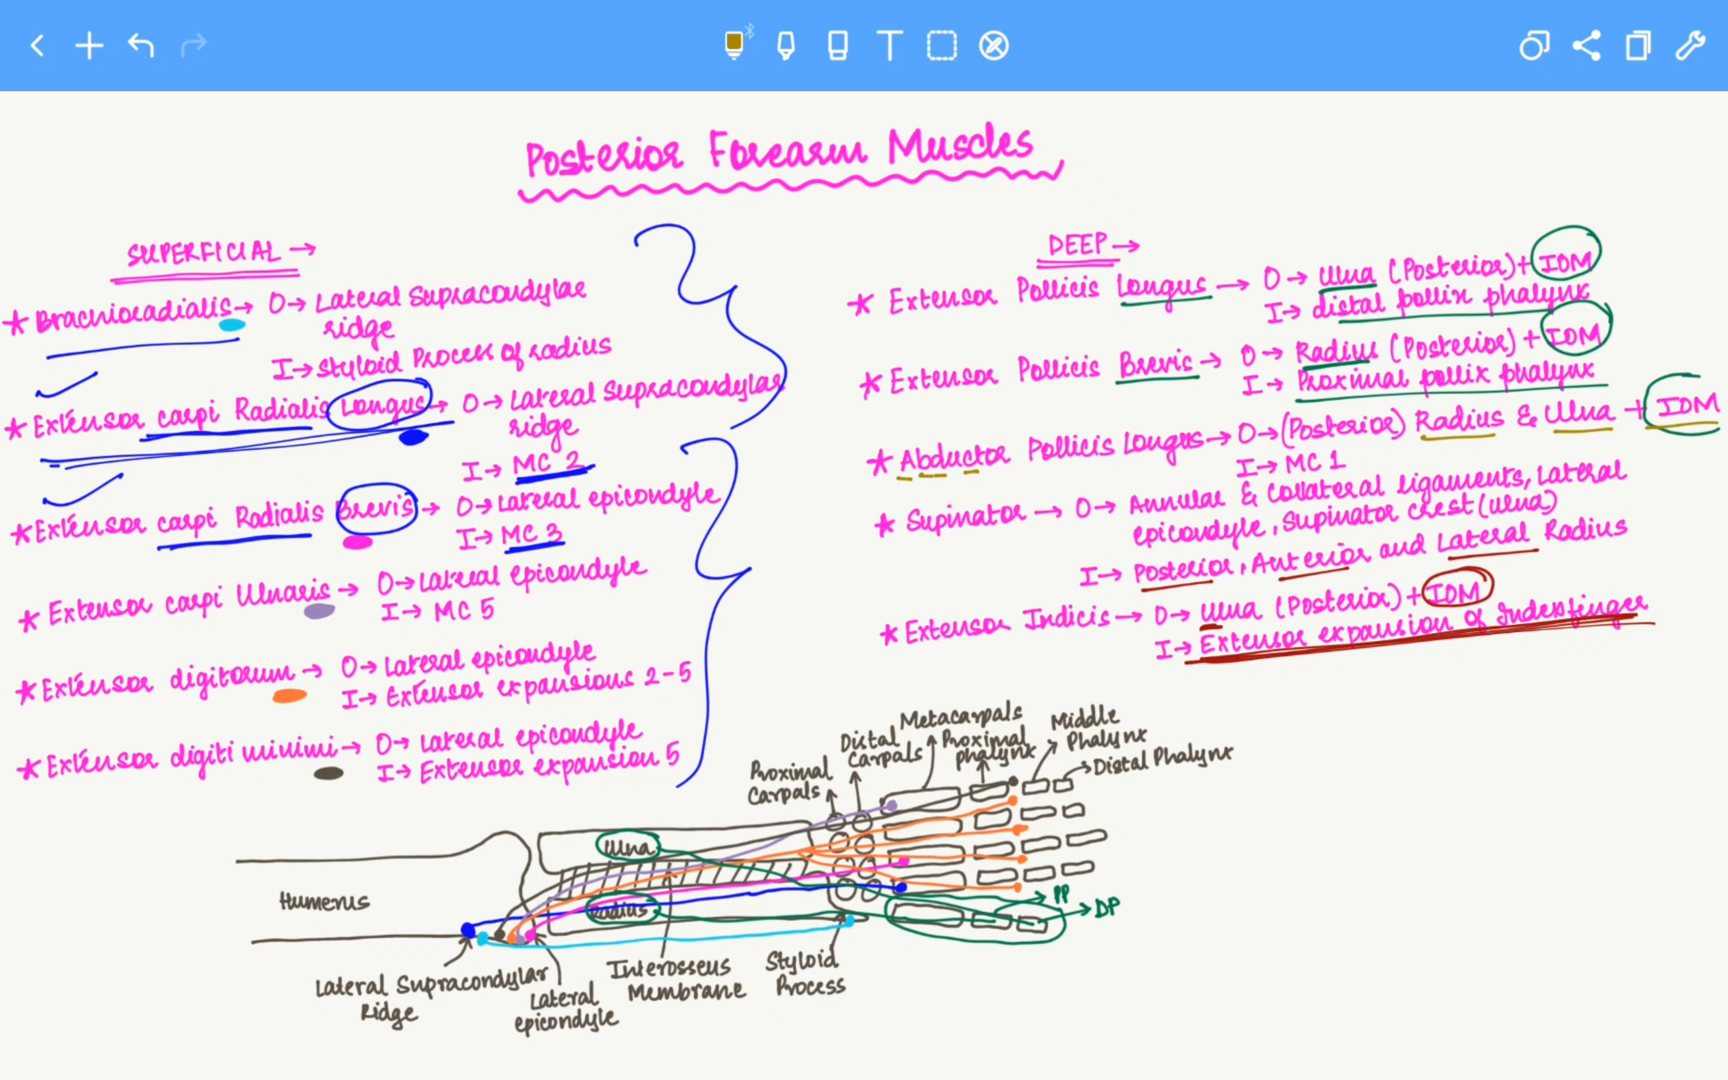 Posterior Forearm Muscles
SUPERFICIAL →
* Brachioradialis → O → Lateral Supracondylar
ridge
I → Styloid Process of radius
* Extensor carpi Radialis Longus → O → Lateral Supracondylar
ridge
I → MC 2
* Extensor carpi Radialis Brevis → O → Lateral epicondyle
I → MC 3
* Extensor carpi Ulnaris → O → Lateral epicondyle
I → MC 5
* Extensor digitorum → O → Lateral epicondyle
I → Extensor expansions 2-5
* Extensor digiti minimi → O → Lateral epicondyle
I → Extensor expansion 5
DEEP →
* Extensor Pollicis Longus → O → Ulna (Posterior) + IOM
I → distal pollix phalynx
* Extensor Pollicis Brevis → O → Radius (Posterior) + IOM
I → Proximal pollix phalynx
* Abductor Pollicis Longus → O → (Posterior) Radius & Ulna + IOM
I → MC 1
* Supinator → O → Annular & Collateral ligaments, Lateral
epicondyle, Supinator crest (ulna)
I → Posterior, Anterior and Lateral Radius
* Extensor Indicis → O → Ulna (Posterior) + IOM
I → Extensor expansion of Indexfinger
Proximal
Carpals
Distal
Carpals
Metacarpals
Proximal
phalynx
Middle
Phalynx
Distal Phalynx
Humerus
Ulna
Radius
PP
DP
Lateral Supracondylar
Ridge
Lateral
epicondyle
Interosseus
Membrane
Styloid
Process